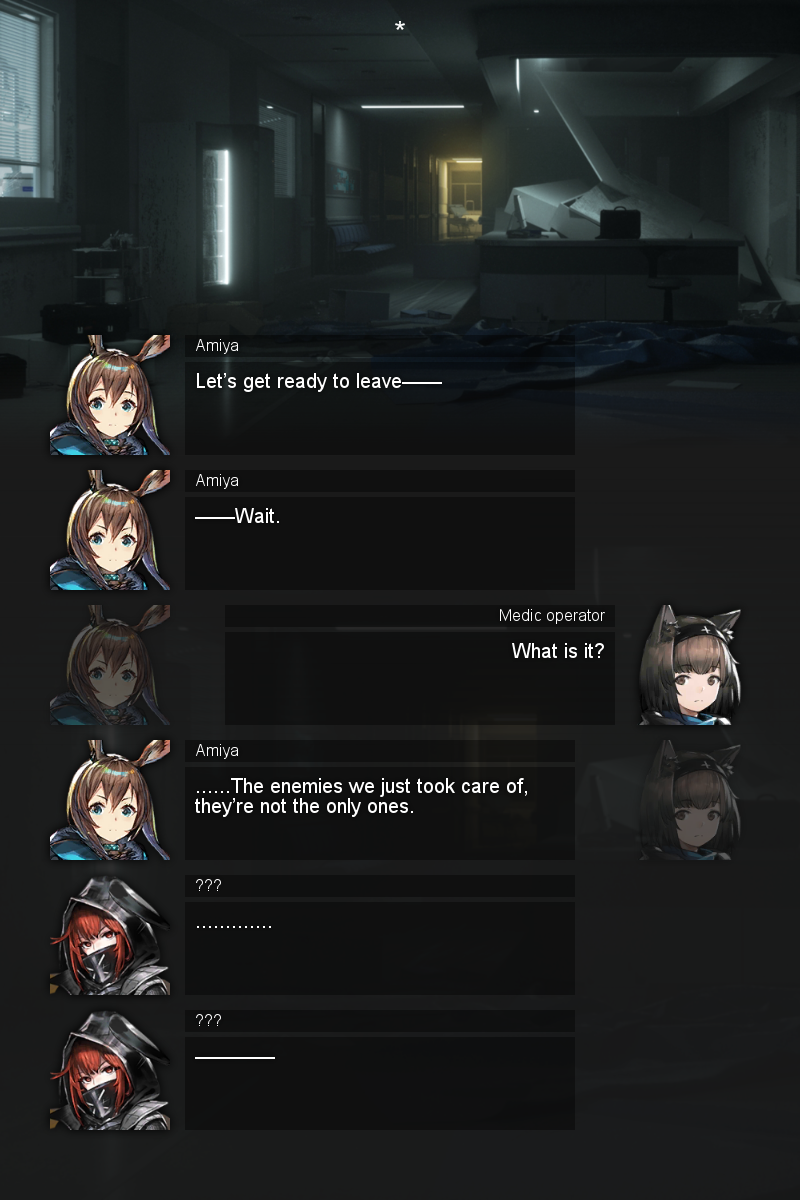 *
Amiya
Let's get ready to leave——
Amiya
——Wait.
Medic operator
What is it?
Amiya
......The enemies we just took care of,
they're not the only ones.
???
.............
???
————